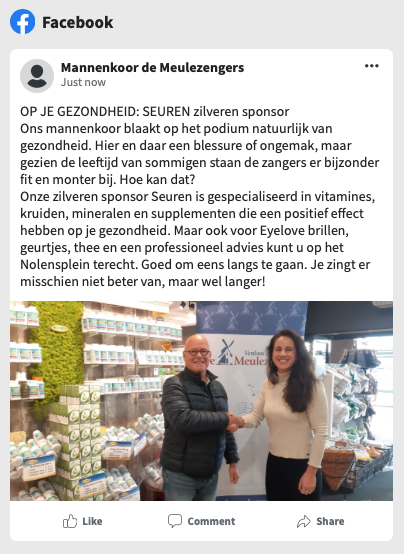 Facebook
Mannenkoor de Meulezengers
Just now
OP JE GEZONDHEID: SEUREN zilveren sponsor
Ons mannenkoor blaakt op het podium natuurlijk van
gezondheid. Hier en daar een blessure of ongemak, maar
gezien de leeftijd van sommigen staan de zangers er bijzonder
fit en monter bij. Hoe kan dat?
Onze zilveren sponsor Seuren is gespecialiseerd in vitamines,
kruiden, mineralen en supplementen die een positief effect
hebben op je gezondheid. Maar ook voor Eyelove brillen,
geurtjes, thee en een professioneel advies kunt u op het
Nolensplein terecht. Goed om eens langs te gaan. Je zingt er
misschien niet beter van, maar wel langer!
Venloo
Meulez
Like
Comment
Share